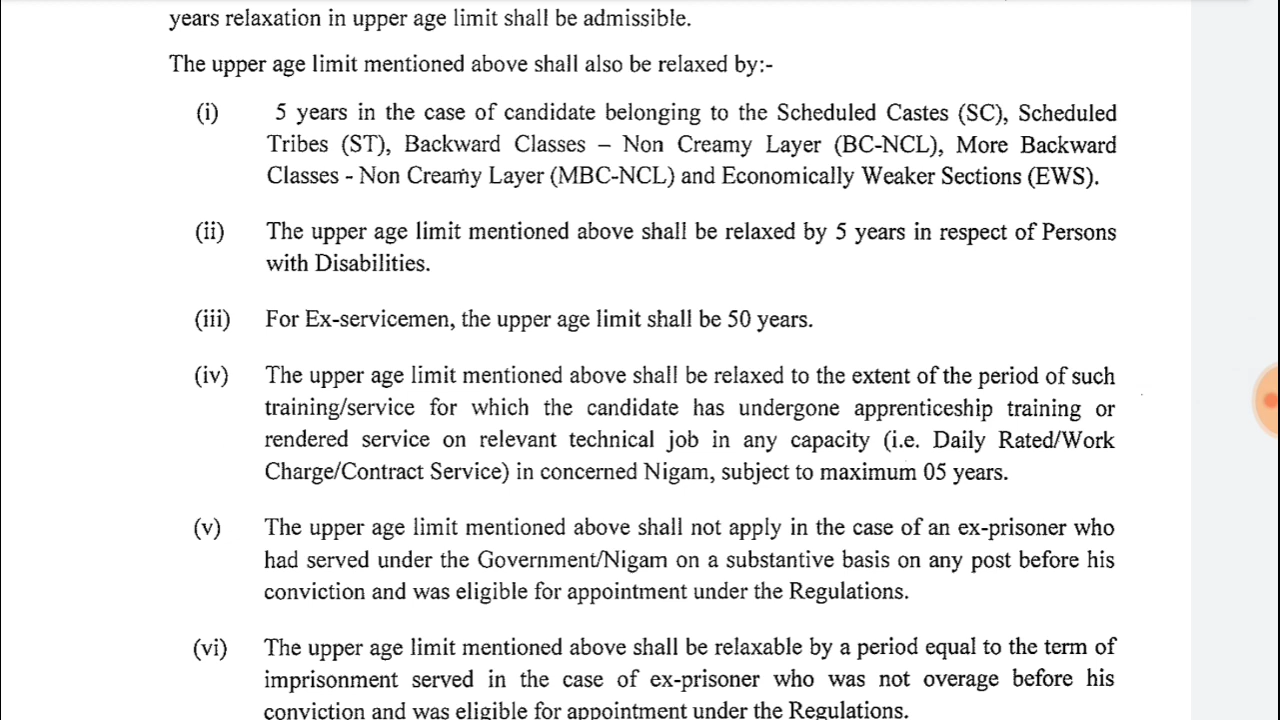 years relaxation in upper age limit shall be admissible.
The upper age limit mentioned above shall also be relaxed by:-
(i) 5 years in the case of candidate belonging to the Scheduled Castes (SC), Scheduled
Tribes (ST), Backward Classes – Non Creamy Layer (BC-NCL), More Backward
Classes - Non Creamy Layer (MBC-NCL) and Economically Weaker Sections (EWS).
(ii) The upper age limit mentioned above shall be relaxed by 5 years in respect of Persons
with Disabilities.
(iii) For Ex-servicemen, the upper age limit shall be 50 years.
(iv) The upper age limit mentioned above shall be relaxed to the extent of the period of such
training/service for which the candidate has undergone apprenticeship training or
rendered service on relevant technical job in any capacity (i.e. Daily Rated/Work
Charge/Contract Service) in concerned Nigam, subject to maximum 05 years.
(v) The upper age limit mentioned above shall not apply in the case of an ex-prisoner who
had served under the Government/Nigam on a substantive basis on any post before his
conviction and was eligible for appointment under the Regulations.
(vi) The upper age limit mentioned above shall be relaxable by a period equal to the term of
imprisonment served in the case of ex-prisoner who was not overage before his
conviction and was eligible for appointment under the Regulations.